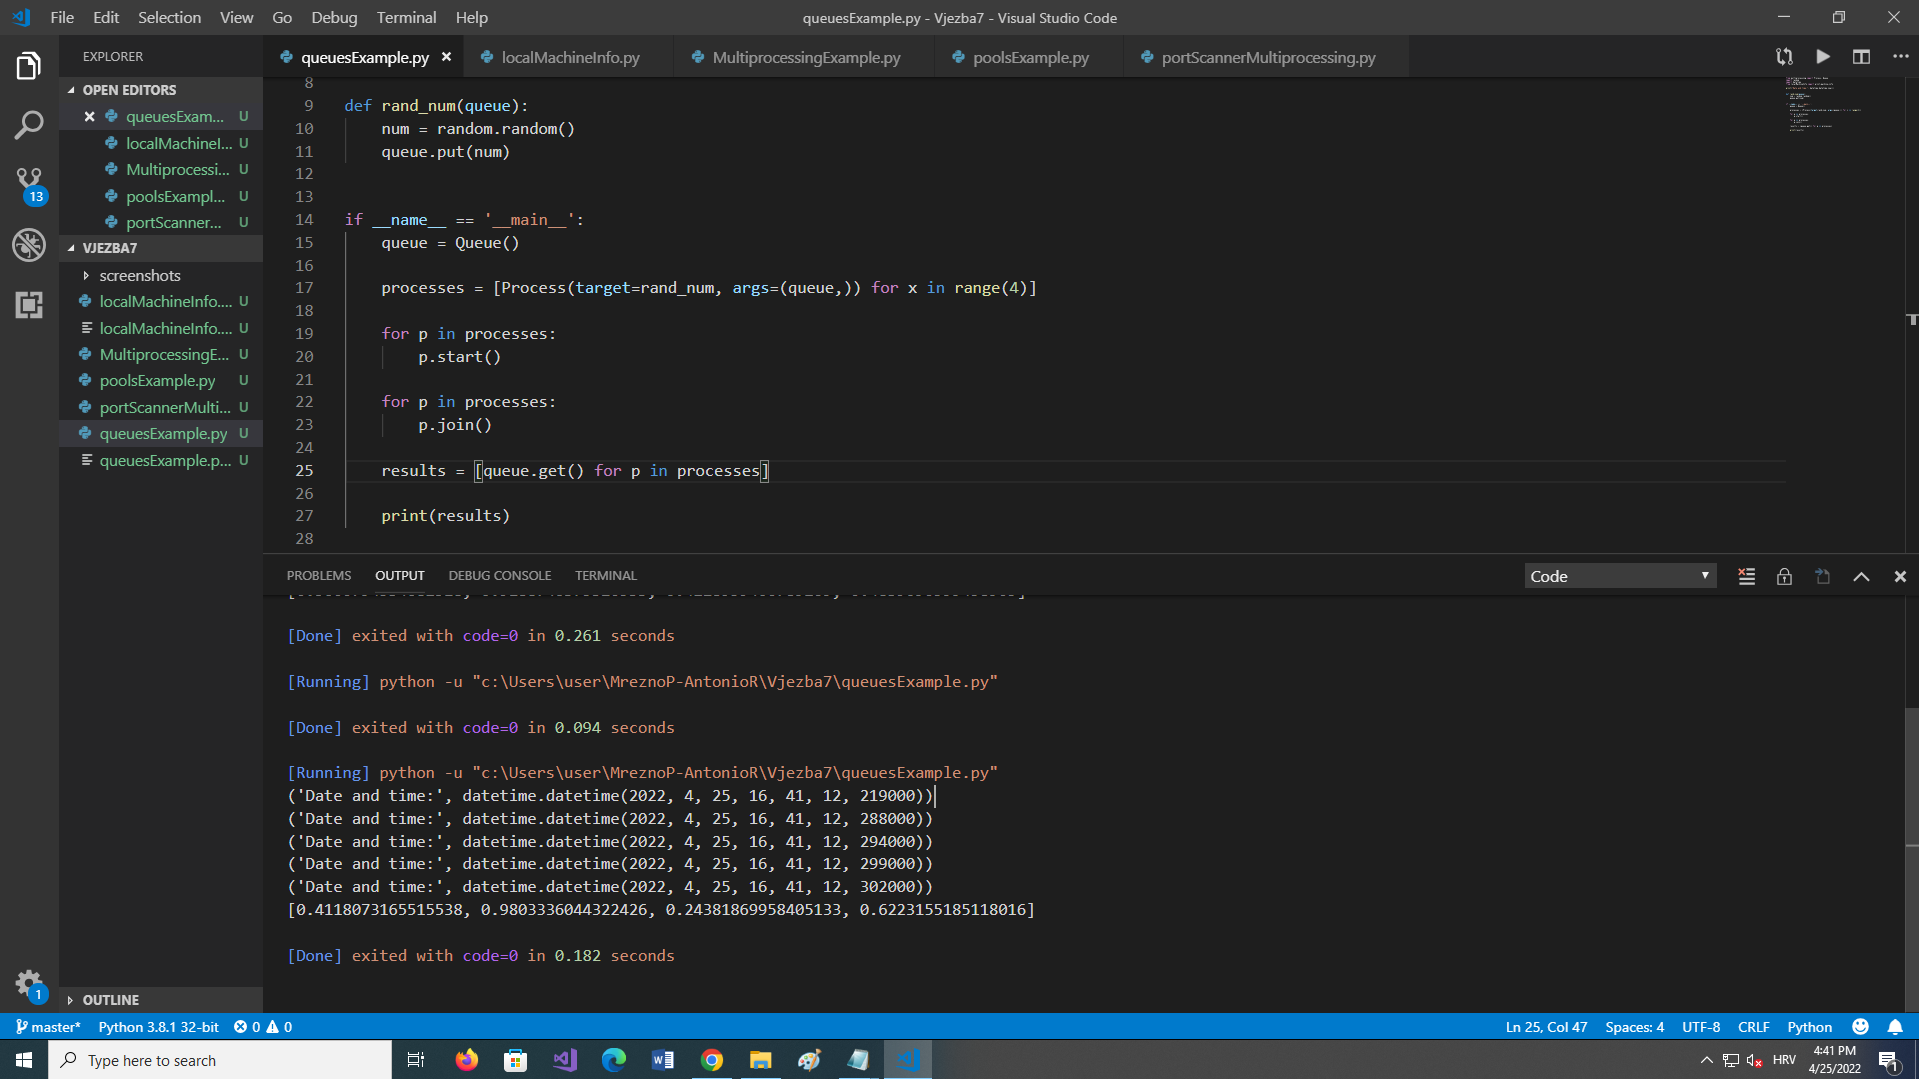 File Edit Selection View Go Debug Terminal Help
queuesExample.py - Vjezba7 - Visual Studio Code
EXPLORER
queuesExample.py localMachineInfo.py MultiprocessingExample.py poolsExample.py portScannerMultiprocessing.py
OPEN EDITORS
queuesExam... U
localMachineI... U
Multiprocessi... U
poolsExampl... U
portScanner... U
VJEZBA7
screenshots
localMachineInfo.... U
localMachineInfo.... U
MultiprocessingE... U
poolsExample.py U
portScannerMulti... U
queuesExample.py U
queuesExample.p... U
OUTLINE
13
1
8
9 def rand_num(queue):
10 num = random.random()
11 queue.put(num)
12
13
14 if __name__ == '__main__':
15 queue = Queue()
16
17 processes = [Process(target=rand_num, args=(queue,)) for x in range(4)]
18
19 for p in processes:
20 p.start()
21
22 for p in processes:
23 p.join()
24
25 results = [queue.get() for p in processes]
26
27 print(results)
28
PROBLEMS OUTPUT DEBUG CONSOLE TERMINAL
Code
[Done] exited with code=0 in 0.261 seconds
[Running] python -u "c:\Users\user\MreznoP-AntonioR\Vjezba7\queuesExample.py"
[Done] exited with code=0 in 0.094 seconds
[Running] python -u "c:\Users\user\MreznoP-AntonioR\Vjezba7\queuesExample.py"
('Date and time:', datetime.datetime(2022, 4, 25, 16, 41, 12, 219000))
('Date and time:', datetime.datetime(2022, 4, 25, 16, 41, 12, 288000))
('Date and time:', datetime.datetime(2022, 4, 25, 16, 41, 12, 294000))
('Date and time:', datetime.datetime(2022, 4, 25, 16, 41, 12, 299000))
('Date and time:', datetime.datetime(2022, 4, 25, 16, 41, 12, 302000))
[0.4118073165515538, 0.9803336044322426, 0.24381869958405133, 0.6223155185118016]
[Done] exited with code=0 in 0.182 seconds
master* Python 3.8.1 32-bit 0 0
Ln 25, Col 47 Spaces: 4 UTF-8 CRLF Python
Type here to search
HRV
4:41 PM
4/25/2022
1